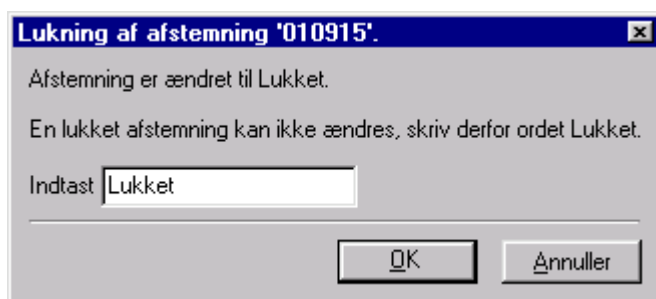 Lukning af afstemning '010915'.
Afstemning er ændret til Lukket.
En lukket afstemning kan ikke ændres, skriv derfor ordet Lukket.
Indtast Lukket
OK Annuller